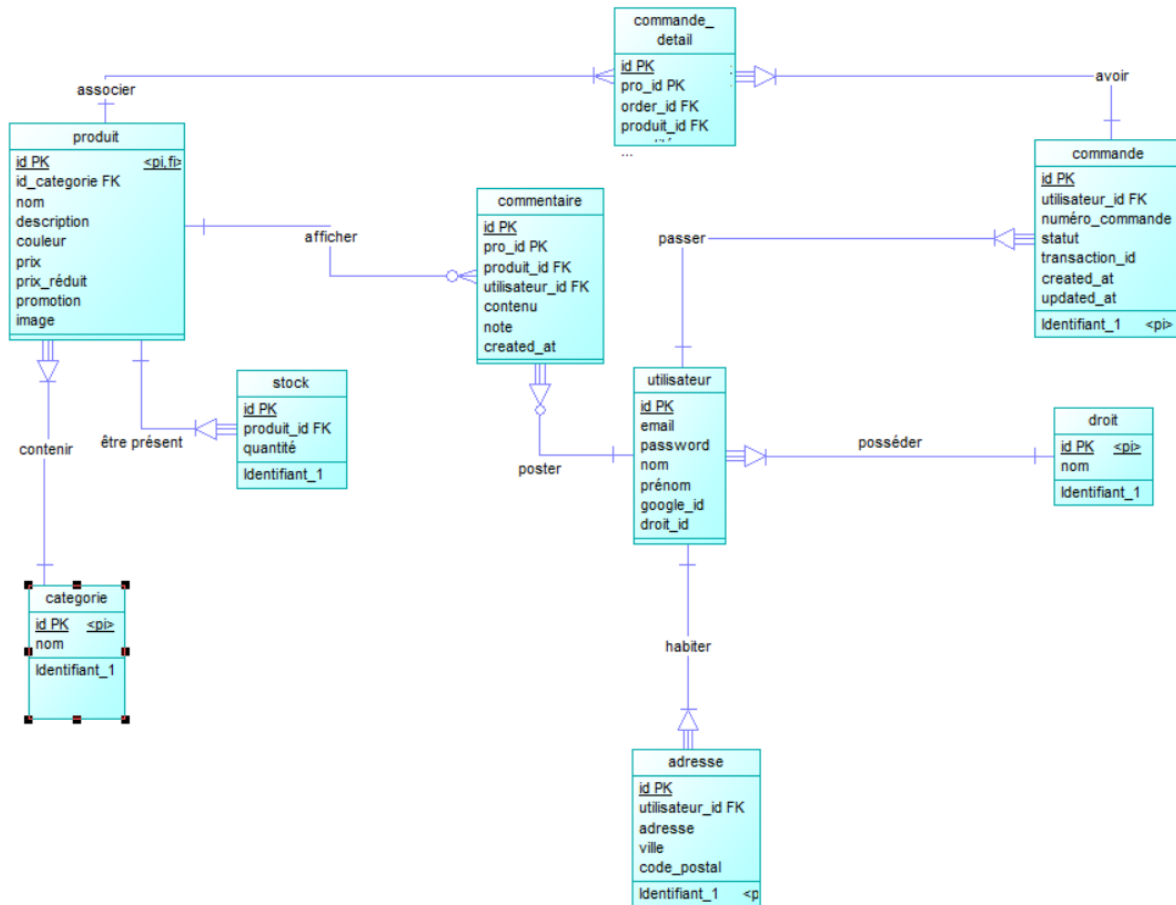 commande_
detail
id PK
pro_id PK
order_id FK
produit_id FK
...
associer
avoir
produit
id PK <pi,fi>
id_categorie FK
nom
description
couleur
prix
prix_réduit
promotion
image
commande
id PK
utilisateur_id FK
numéro_commande
statut
transaction_id
created_at
updated_at
Identifiant_1 <pi>
commentaire
id PK
pro_id PK
produit_id FK
utilisateur_id FK
contenu
note
created_at
afficher
passer
stock
id PK
produit_id FK
quantité
Identifiant_1
utilisateur
id PK
email
password
nom
prénom
google_id
droit_id
droit
id PK <pi>
nom
Identifiant_1
contenir
être présent
poster
posséder
categorie
id PK <pi>
nom
Identifiant_1
habiter
adresse
id PK
utilisateur_id FK
adresse
ville
code_postal
Identifiant_1 <p